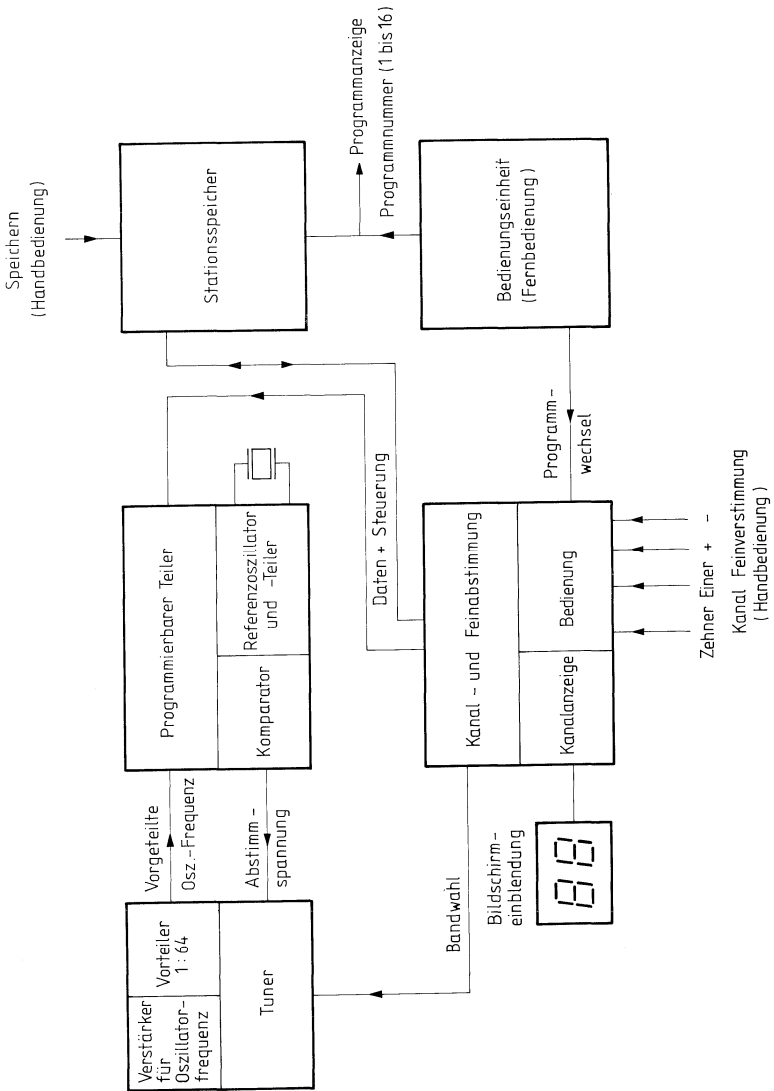 Speichern
(Handbedienung)
Verstärker
für
Oszillator-
frequenz
Vorteiler
1 : 64
Tuner
Vorgeteilte
Osz.-Frequenz
Abstimm -
spannung
Programmierbarer Teiler
Komparator
Referenzoszillator
und -Teiler
Stationsspeicher
Programmanzeige
Programmnummer (1 bis 16)
Daten + Steuerung
Bandwahl
Bildschirm-
einblendung
88
Kanal - und Feinabstimmung
Kanalanzeige
Bedienung
Programm -
wechsel
Bedienungseinheit
(Fernbedienung)
Zehner Einer + -
Kanal Feinverstimmung
(Handbedienung)